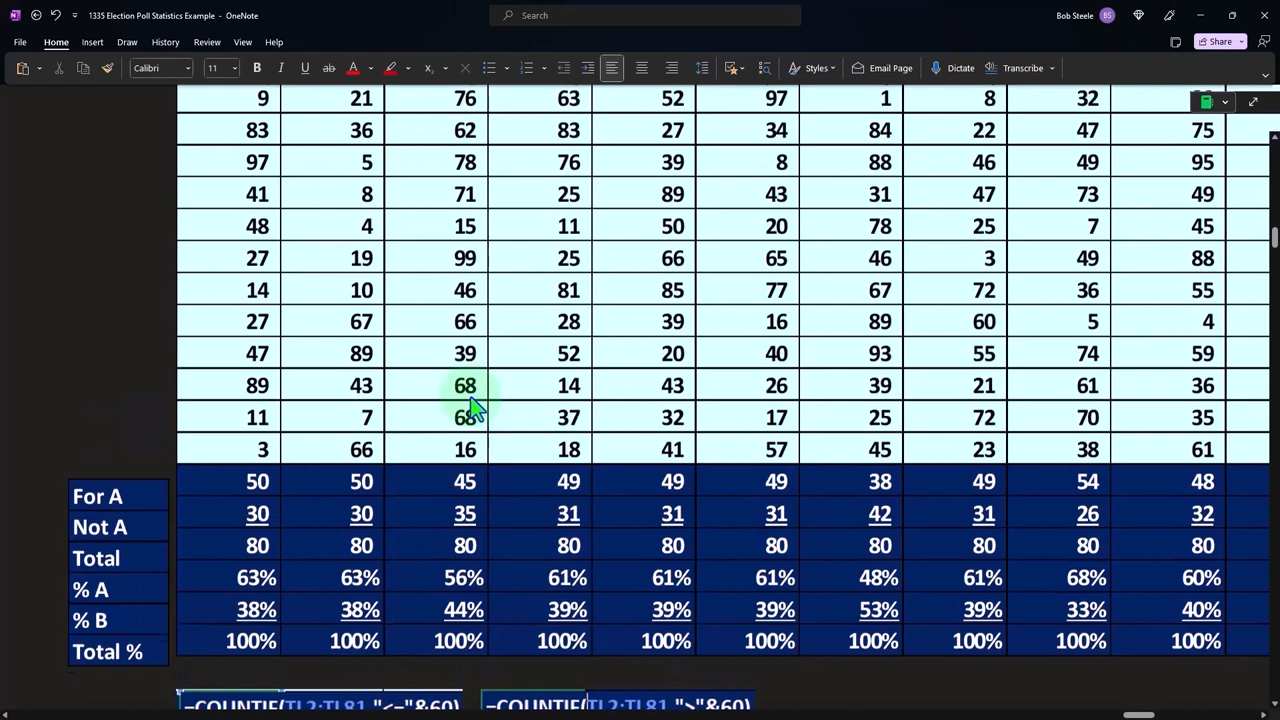 1335 Election Poll Statistics Example - OneNote
Search
Bob Steele BS
File Home Insert Draw History Review View Help
Share
Calibri 11 B I U ab A Email Page Styles Dictate Transcribe
9 21 76 63 52 97 1 8 32
83 36 62 83 27 34 84 22 47 75
97 5 78 76 39 8 88 46 49 95
41 8 71 25 89 43 31 47 73 49
48 4 15 11 50 20 78 25 7 45
27 19 99 25 66 65 46 3 49 88
14 10 46 81 85 77 67 72 36 55
27 67 66 28 39 16 89 60 5 4
47 89 39 52 20 40 93 55 74 59
89 43 68 14 43 26 39 21 61 36
11 7 68 37 32 17 25 72 70 35
3 66 16 18 41 57 45 23 38 61
For A 50 50 45 49 49 49 38 49 54 48
Not A 30 30 35 31 31 31 42 31 26 32
Total 80 80 80 80 80 80 80 80 80 80
% A 63% 63% 56% 61% 61% 61% 48% 61% 68% 60%
% B 38% 38% 44% 39% 39% 39% 53% 39% 33% 40%
Total % 100% 100% 100% 100% 100% 100% 100% 100% 100% 100%
=COUNTIF(TL2:TL81,"<="&60) =COUNTIF(TL2:TL81,">"&60)